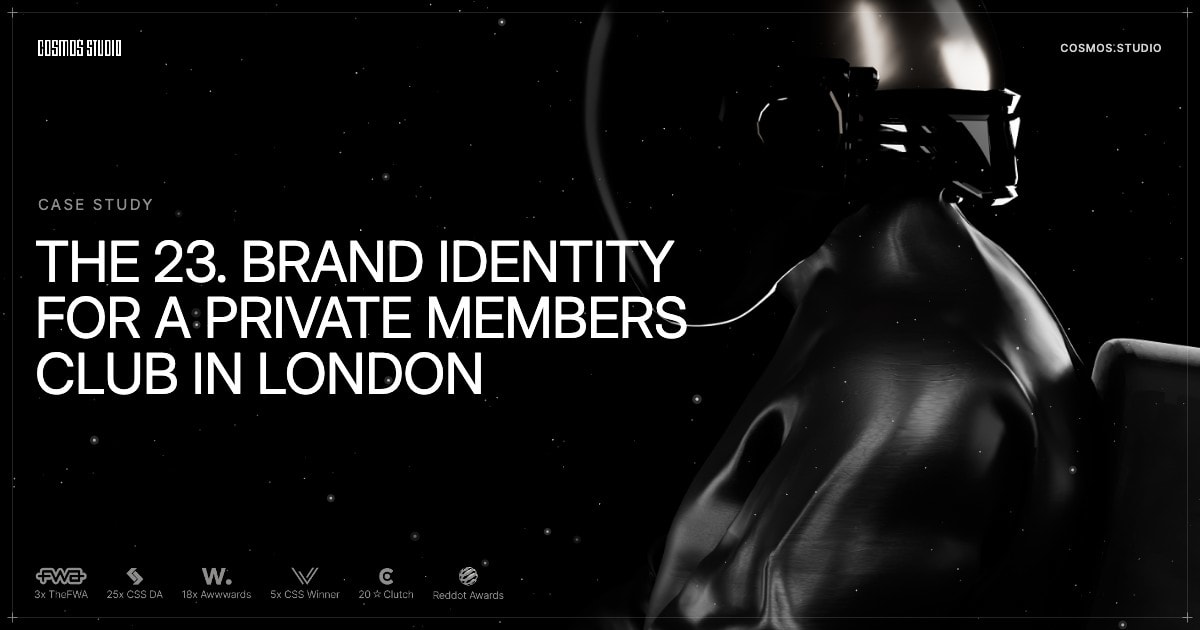 COSMOS STUDIO
COSMOS.STUDIO
CASE STUDY
THE 23. BRAND IDENTITY
FOR A PRIVATE MEMBERS
CLUB IN LONDON
FWA W. C
3x TheFWA 25x CSS DA 18x Awwwards 5x CSS Winner 20 ☆ Clutch Reddot Awards